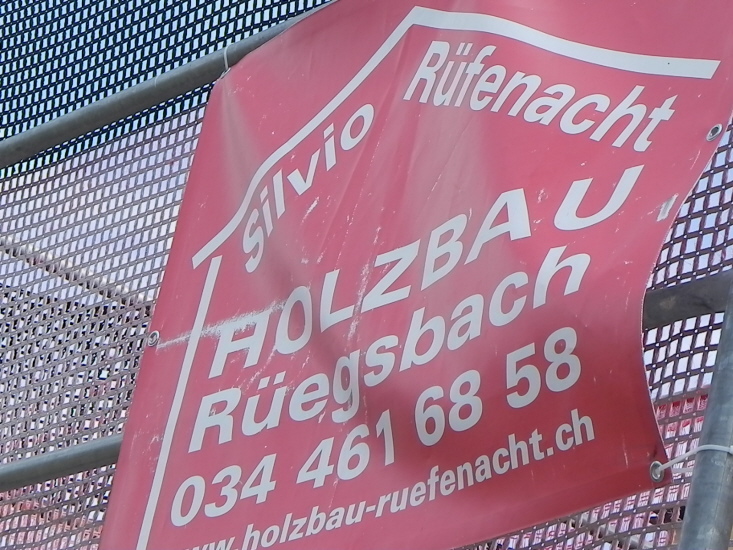 Silvio Rüfenacht
HOLZBAU
Rüegsbach
034 461 68 58
www.holzbau-ruefenacht.ch